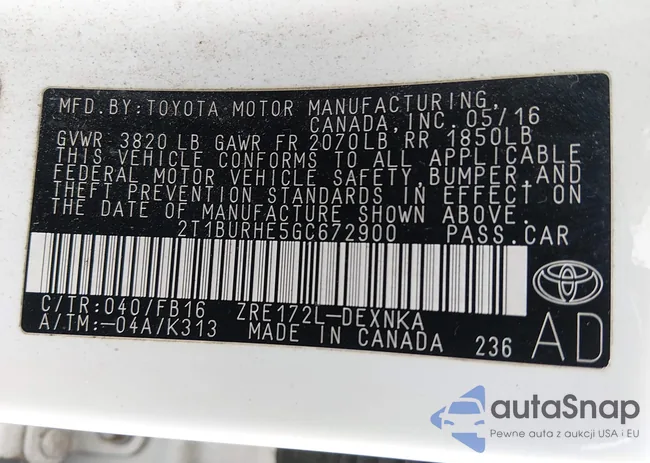 MFD.BY:TOYOTA MOTOR MANUFACTURING,
CANADA,INC.05/16
GVWR 3820 LB GAWR FR 2070LB RR 1850LB
THIS VEHICLE CONFORMS TO ALL APPLICABLE
FEDERAL MOTOR VEHICLE SAFETY, BUMPER,AND
THEFT PREVENTION STANDARDS IN EFFECT ON
THE DATE OF MANUFACTURE SHOWN ABOVE.
2T1BURHE5GC672900 PASS.CAR
C/TR:040/FB16 ZRE172L-DEXNKA
A/TM:-04A/K313 MADE IN CANADA 236 AD
autaSnap
Pewne auta z aukcji USA i EU